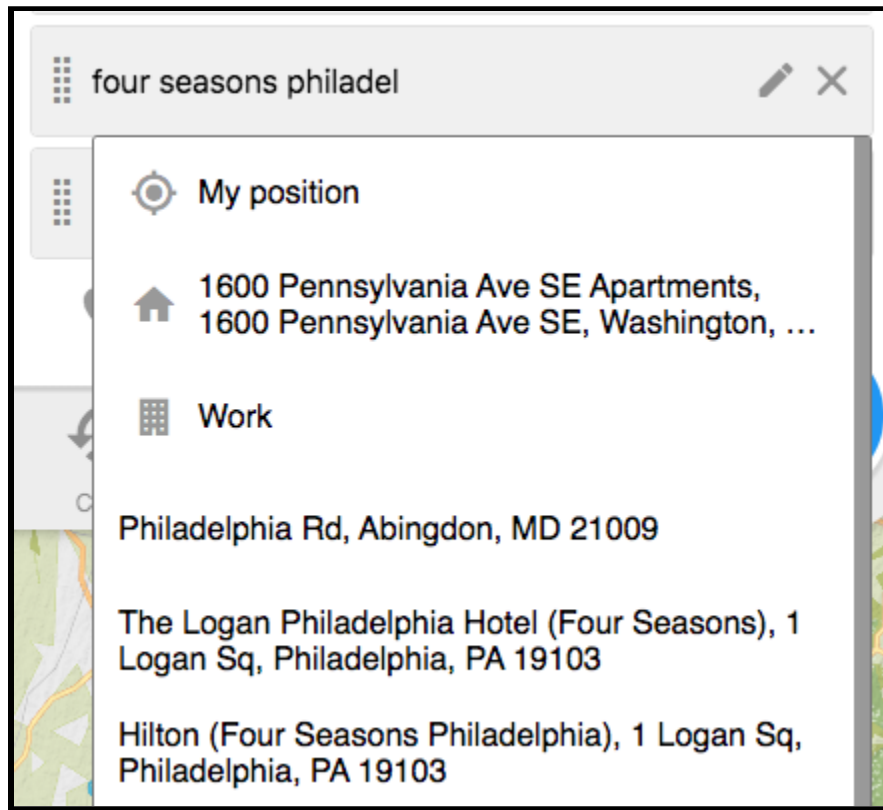 four seasons philadel
My position
1600 Pennsylvania Ave SE Apartments,
1600 Pennsylvania Ave SE, Washington, …
Work
C
Philadelphia Rd, Abingdon, MD 21009
The Logan Philadelphia Hotel (Four Seasons), 1
Logan Sq, Philadelphia, PA 19103
Hilton (Four Seasons Philadelphia), 1 Logan Sq,
Philadelphia, PA 19103